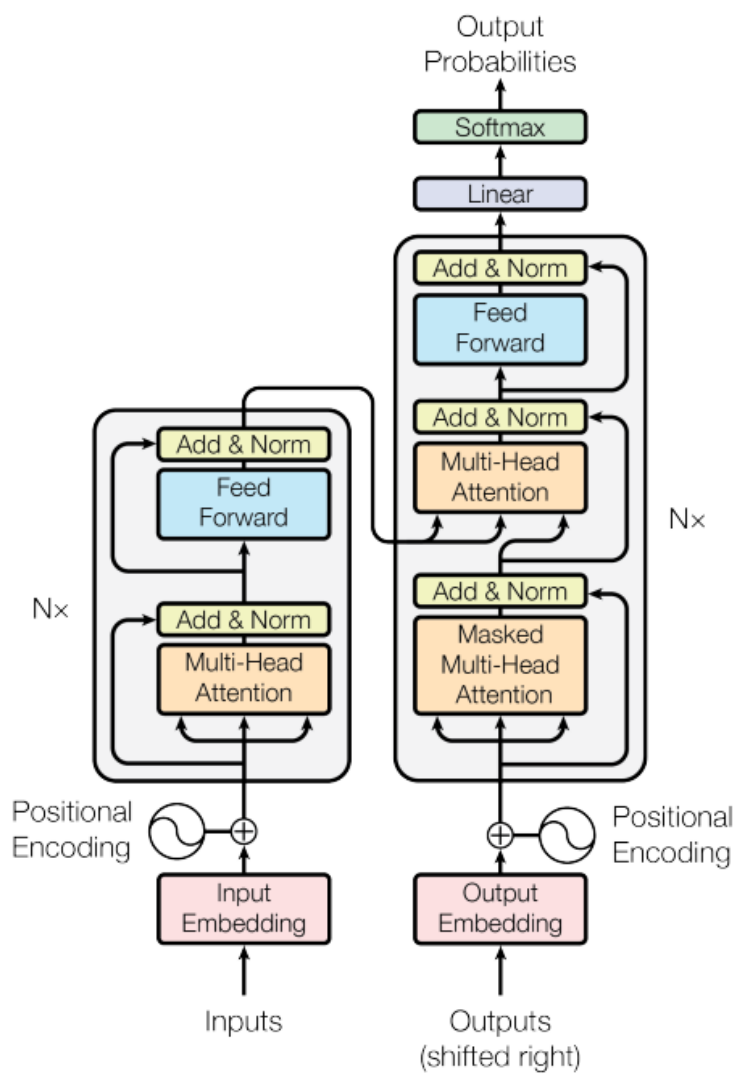 Output
Probabilities
Softmax
Linear
Add & Norm
Feed
Forward
Add & Norm
Multi-Head
Attention
Add & Norm
Masked
Multi-Head
Attention
N×
Add & Norm
Feed
Forward
Add & Norm
Multi-Head
Attention
N×
Positional
Encoding
Positional
Encoding
Input
Embedding
Output
Embedding
Inputs
Outputs
(shifted right)